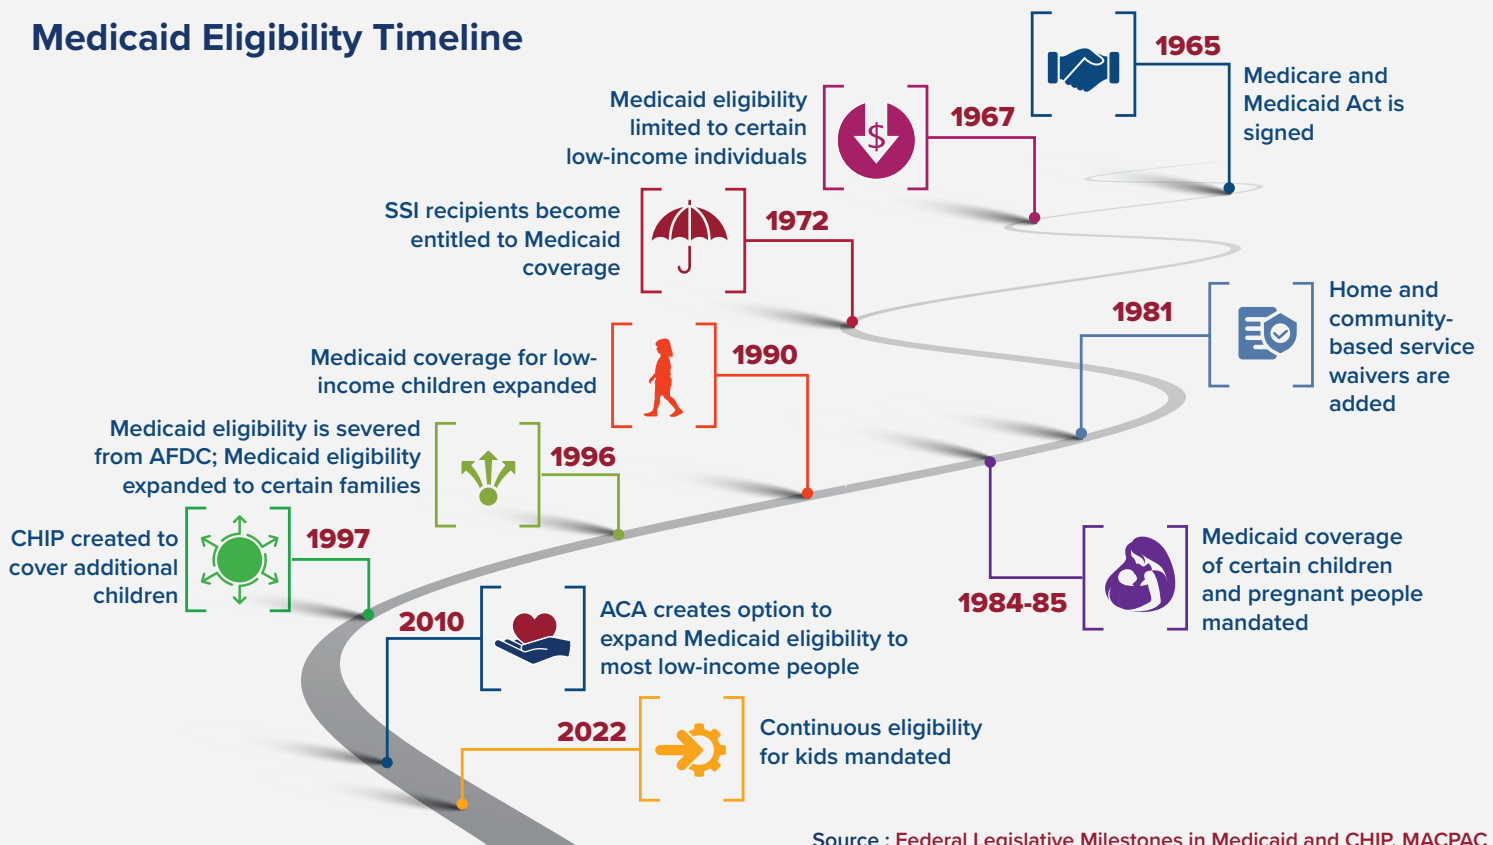 Medicaid Eligibility Timeline
1965
Medicare and
Medicaid Act is
signed
1967
Medicaid eligibility
limited to certain
low-income individuals
1972
SSI recipients become
entitled to Medicaid
coverage
1981
Home and
community-
based service
waivers are
added
1984-85
Medicaid coverage
of certain children
and pregnant people
mandated
1990
Medicaid coverage for low-
income children expanded
1996
Medicaid eligibility is severed
from AFDC; Medicaid eligibility
expanded to certain families
1997
CHIP created to
cover additional
children
2010
ACA creates option to
expand Medicaid eligibility to
most low-income people
2022
Continuous eligibility
for kids mandated
$
Source : Federal Legislative Milestones in Medicaid and CHIP, MACPAC